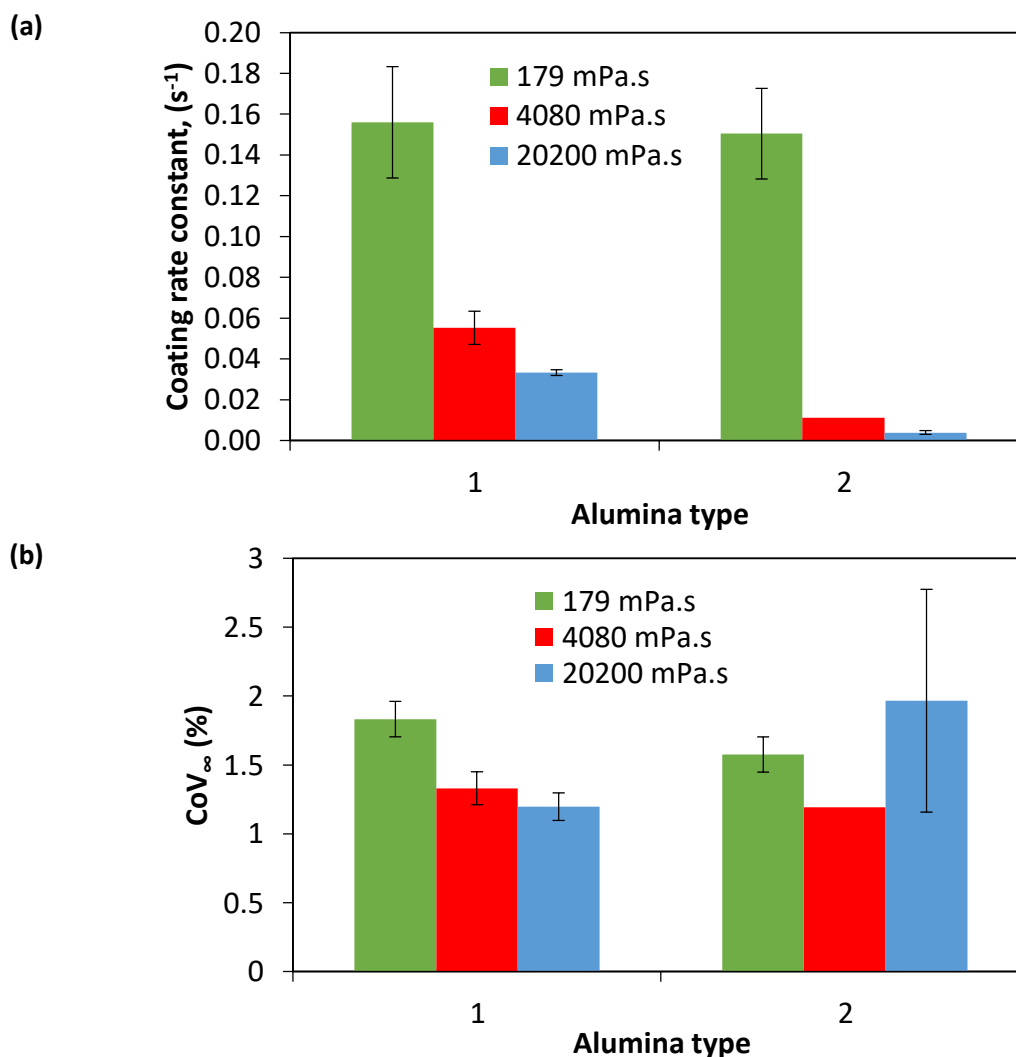 (a)
Coating rate constant, (s⁻¹)
0.20
0.18
0.16
0.14
0.12
0.10
0.08
0.06
0.04
0.02
0.00
179 mPa.s
4080 mPa.s
20200 mPa.s
1
2
Alumina type
(b)
CoV∞ (%)
3
2.5
2
1.5
1
0.5
0
179 mPa.s
4080 mPa.s
20200 mPa.s
1
2
Alumina type